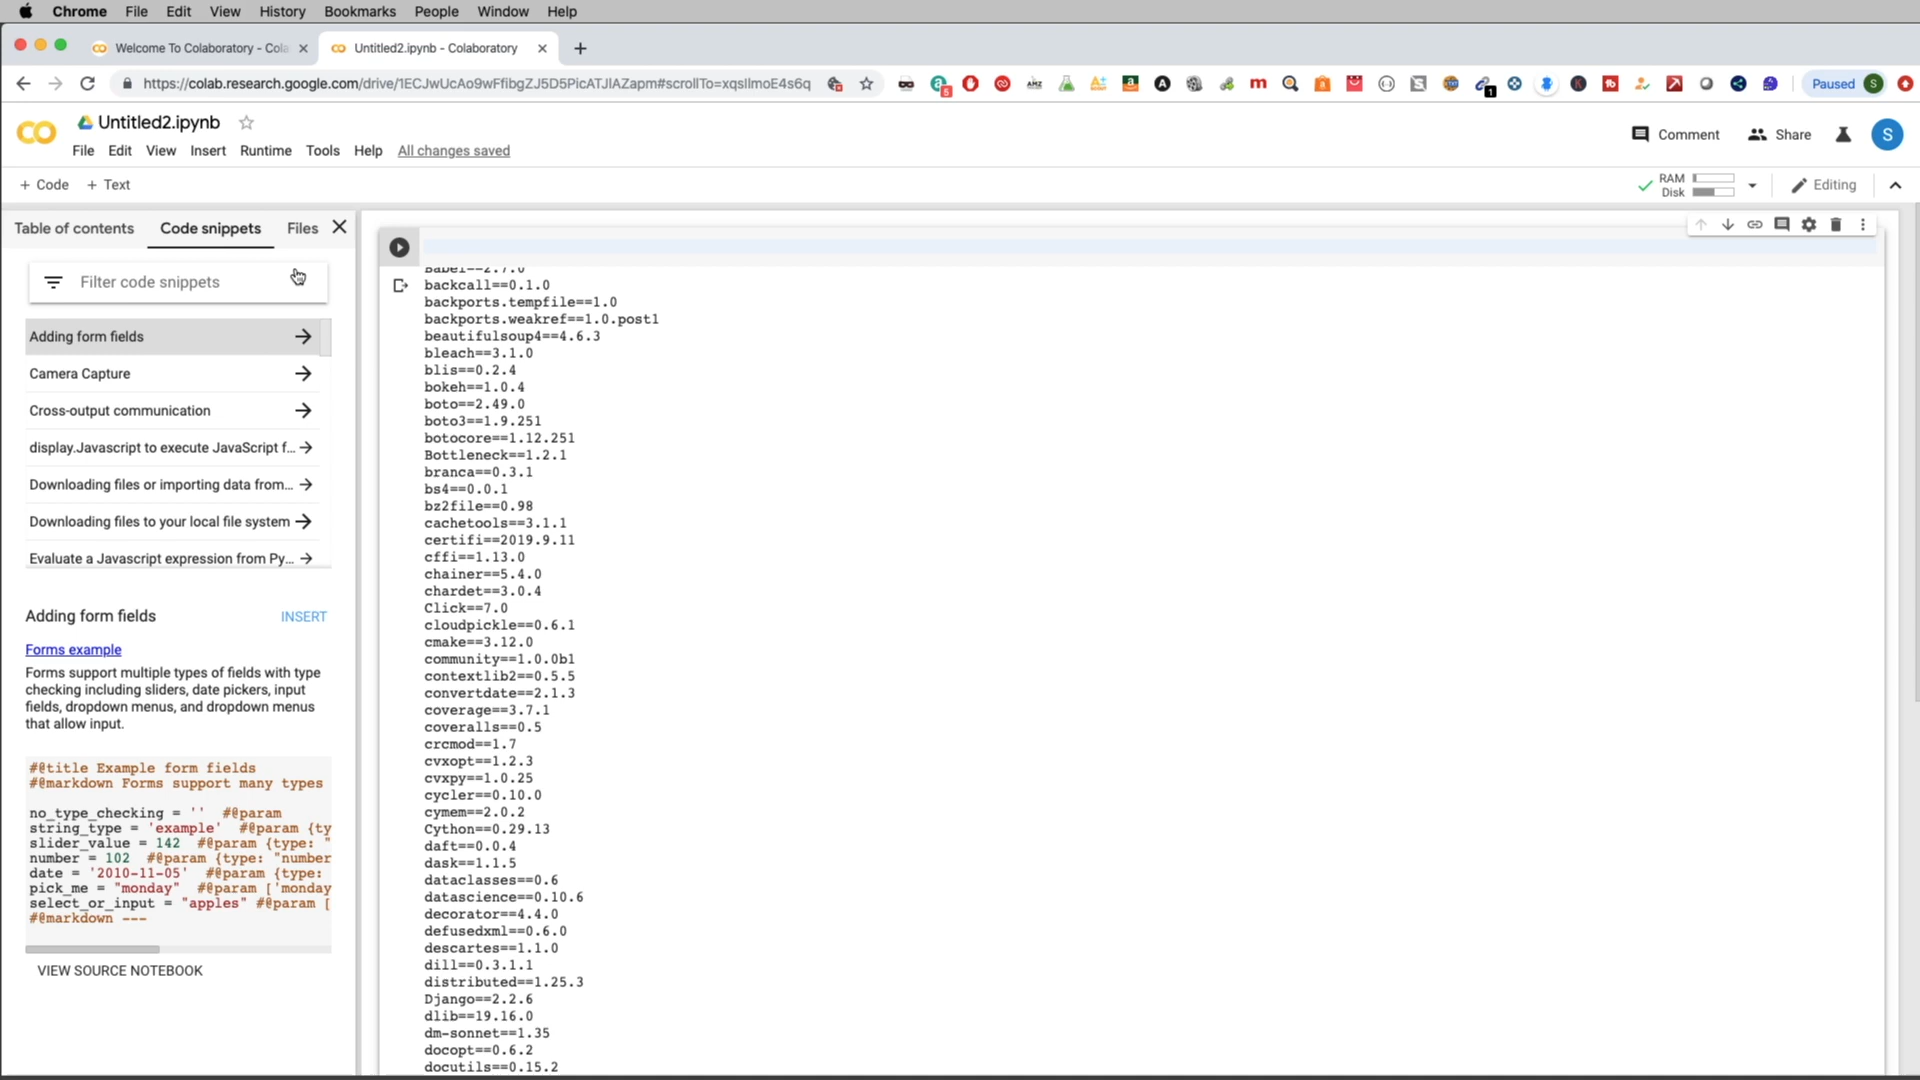 Chrome File Edit View History Bookmarks People Window Help
Welcome To Colaboratory - Cola
Untitled2.ipynb - Colaboratory
https://colab.research.google.com/drive/1ECJwUcAo9wFfibgZJ5D5PicATJIAZapm#scrollTo=xqsIlmoE4s6q
Paused S
Untitled2.ipynb
Comment Share S
File Edit View Insert Runtime Tools Help All changes saved
+ Code + Text
RAM
Disk
Editing
Table of contents Code snippets Files
Filter code snippets
Adding form fields
Camera Capture
Cross-output communication
display.Javascript to execute JavaScript f...
Downloading files or importing data from...
Downloading files to your local file system
Evaluate a Javascript expression from Py...
Adding form fields INSERT
Forms example
Forms support multiple types of fields with type
checking including sliders, date pickers, input
fields, dropdown menus, and dropdown menus
that allow input.
#@title Example form fields
#@markdown Forms support many types
no_type_checking = '' #@param
string_type = 'example' #@param {ty
slider_value = 142 #@param {type: "
number = 102 #@param {type: "number
date = '2010-11-05' #@param {type:
pick_me = "monday" #@param ['monday
select_or_input = "apples" #@param [
#@markdown ---
VIEW SOURCE NOTEBOOK
Babel==2.7.0
backcall==0.1.0
backports.tempfile==1.0
backports.weakref==1.0.post1
beautifulsoup4==4.6.3
bleach==3.1.0
blis==0.2.4
bokeh==1.0.4
boto==2.49.0
boto3==1.9.251
botocore==1.12.251
Bottleneck==1.2.1
branca==0.3.1
bs4==0.0.1
bz2file==0.98
cachetools==3.1.1
certifi==2019.9.11
cffi==1.13.0
chainer==5.4.0
chardet==3.0.4
Click==7.0
cloudpickle==0.6.1
cmake==3.12.0
community==1.0.0b1
contextlib2==0.5.5
convertdate==2.1.3
coverage==3.7.1
coveralls==0.5
crcmod==1.7
cvxopt==1.2.3
cvxpy==1.0.25
cycler==0.10.0
cymem==2.0.2
Cython==0.29.13
daft==0.0.4
dask==1.1.5
dataclasses==0.6
datascience==0.10.6
decorator==4.4.0
defusedxml==0.6.0
descartes==1.1.0
dill==0.3.1.1
distributed==1.25.3
Django==2.2.6
dlib==19.16.0
dm-sonnet==1.35
docopt==0.6.2
docutils==0.15.2